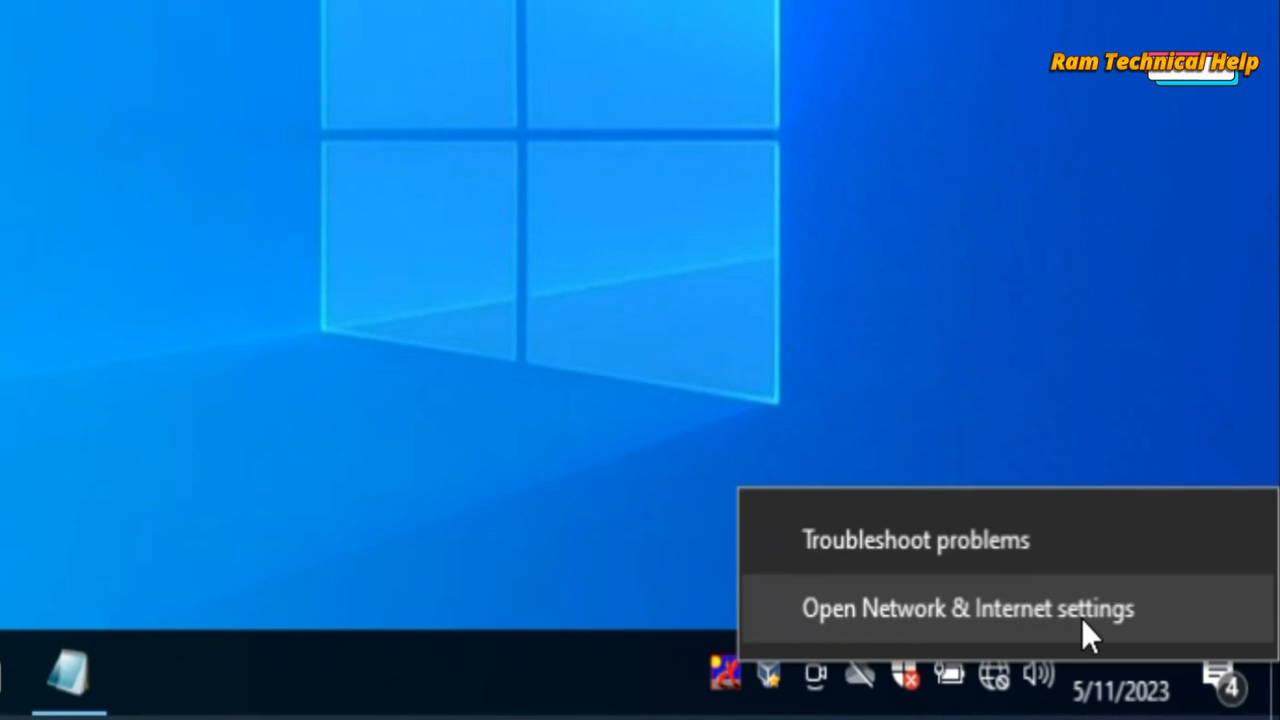 Ram Technical Help
Troubleshoot problems
Open Network & Internet settings
5/11/2023
4